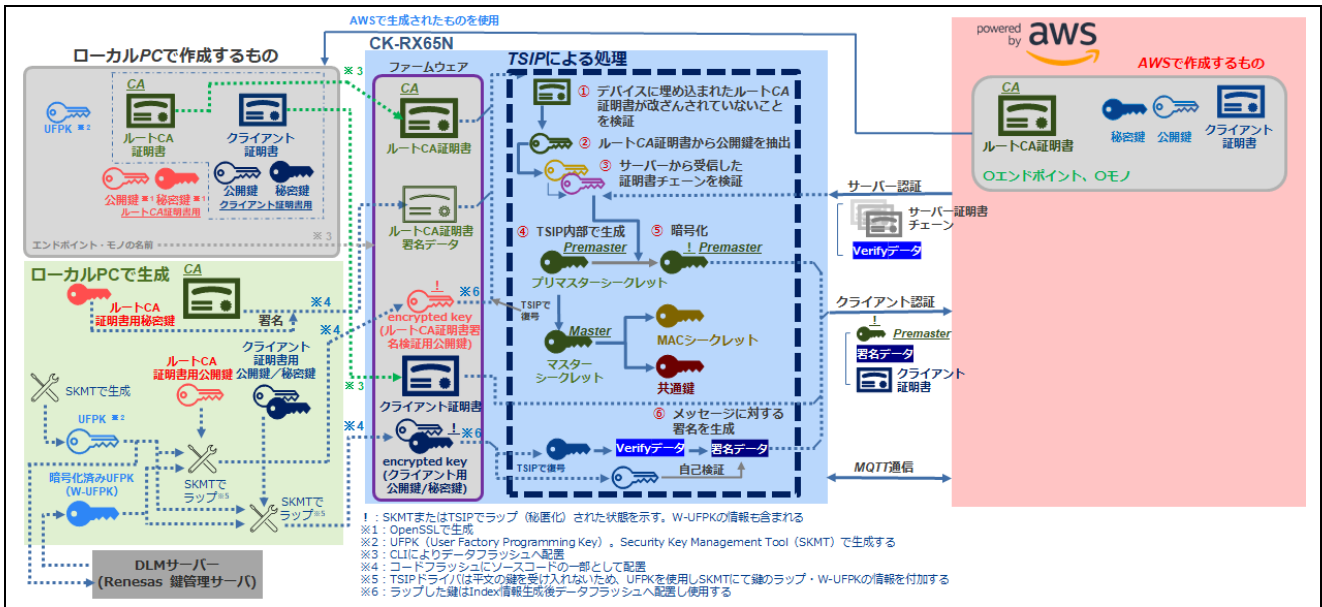 AWSで生成されたものを使用
ローカルPCで作成するもの
UFPK ※2
CA
ルートCA
証明書
クライアント
証明書
公開鍵※1
秘密鍵※1
ルートCA証明書用
公開鍵
秘密鍵
クライアント証明書用
エンドポイント・モノの名前
※3
ローカルPCで生成
ルートCA
証明書用秘密鍵
CA
署名
※4
※4
SKMTで生成
ルートCA
証明書用公開鍵
クライアント
証明書用
公開鍵／秘密鍵
UFPK ※2
暗号化済みUFPK
(W-UFPK)
SKMTで
ラップ※5
SKMTで
ラップ※5
DLMサーバー
(Renesas 鍵管理サーバ)
CK-RX65N
※3
ファームウェア
CA
ルートCA証明書
ルートCA証明書
署名データ
!
※6
encrypted key
(ルートCA証明書署
名検証用公開鍵)
※3
クライアント証明書
※4
!
※6
encrypted key
(クライアント用
公開鍵/秘密鍵)
TSIPによる処理
① デバイスに埋め込まれたルートCA
証明書が改ざんされていないこと
を検証
② ルートCA証明書から公開鍵を抽出
③ サーバーから受信した
証明書チェーンを検証
④ TSIP内部で生成
Premaster
プリマスターシークレット
⑤ 暗号化
! Premaster
TSIPで
復号
Master
マスター
シークレット
MACシークレット
共通鍵
⑥ メッセージに対する
署名を生成
TSIPで復号
Verifyデータ
署名データ
自己検証
サーバー認証
サーバー証明書
チェーン
Verifyデータ
クライアント認証
!
Premaster
署名データ
クライアント
証明書
MQTT通信
powered
by
aws
AWSで作成するもの
CA
ルートCA証明書
秘密鍵
公開鍵
クライアント
証明書
〇エンドポイント、〇モノ
! ：SKMTまたはTSIPでラップ（秘匿化）された状態を示す。W-UFPKの情報も含まれる
※1：OpenSSLで生成
※2：UFPK（User Factory Programming Key）。Security Key Management Tool（SKMT）で生成する
※3：CLIによりデータフラッシュへ配置
※4：コードフラッシュにソースコードの一部として配置
※5：TSIPドライバは平文の鍵を受け入れないため、UFPKを使用しSKMTにて鍵のラップ・W-UFPKの情報を付加する
※6：ラップした鍵はIndex情報生成後データフラッシュへ配置し使用する